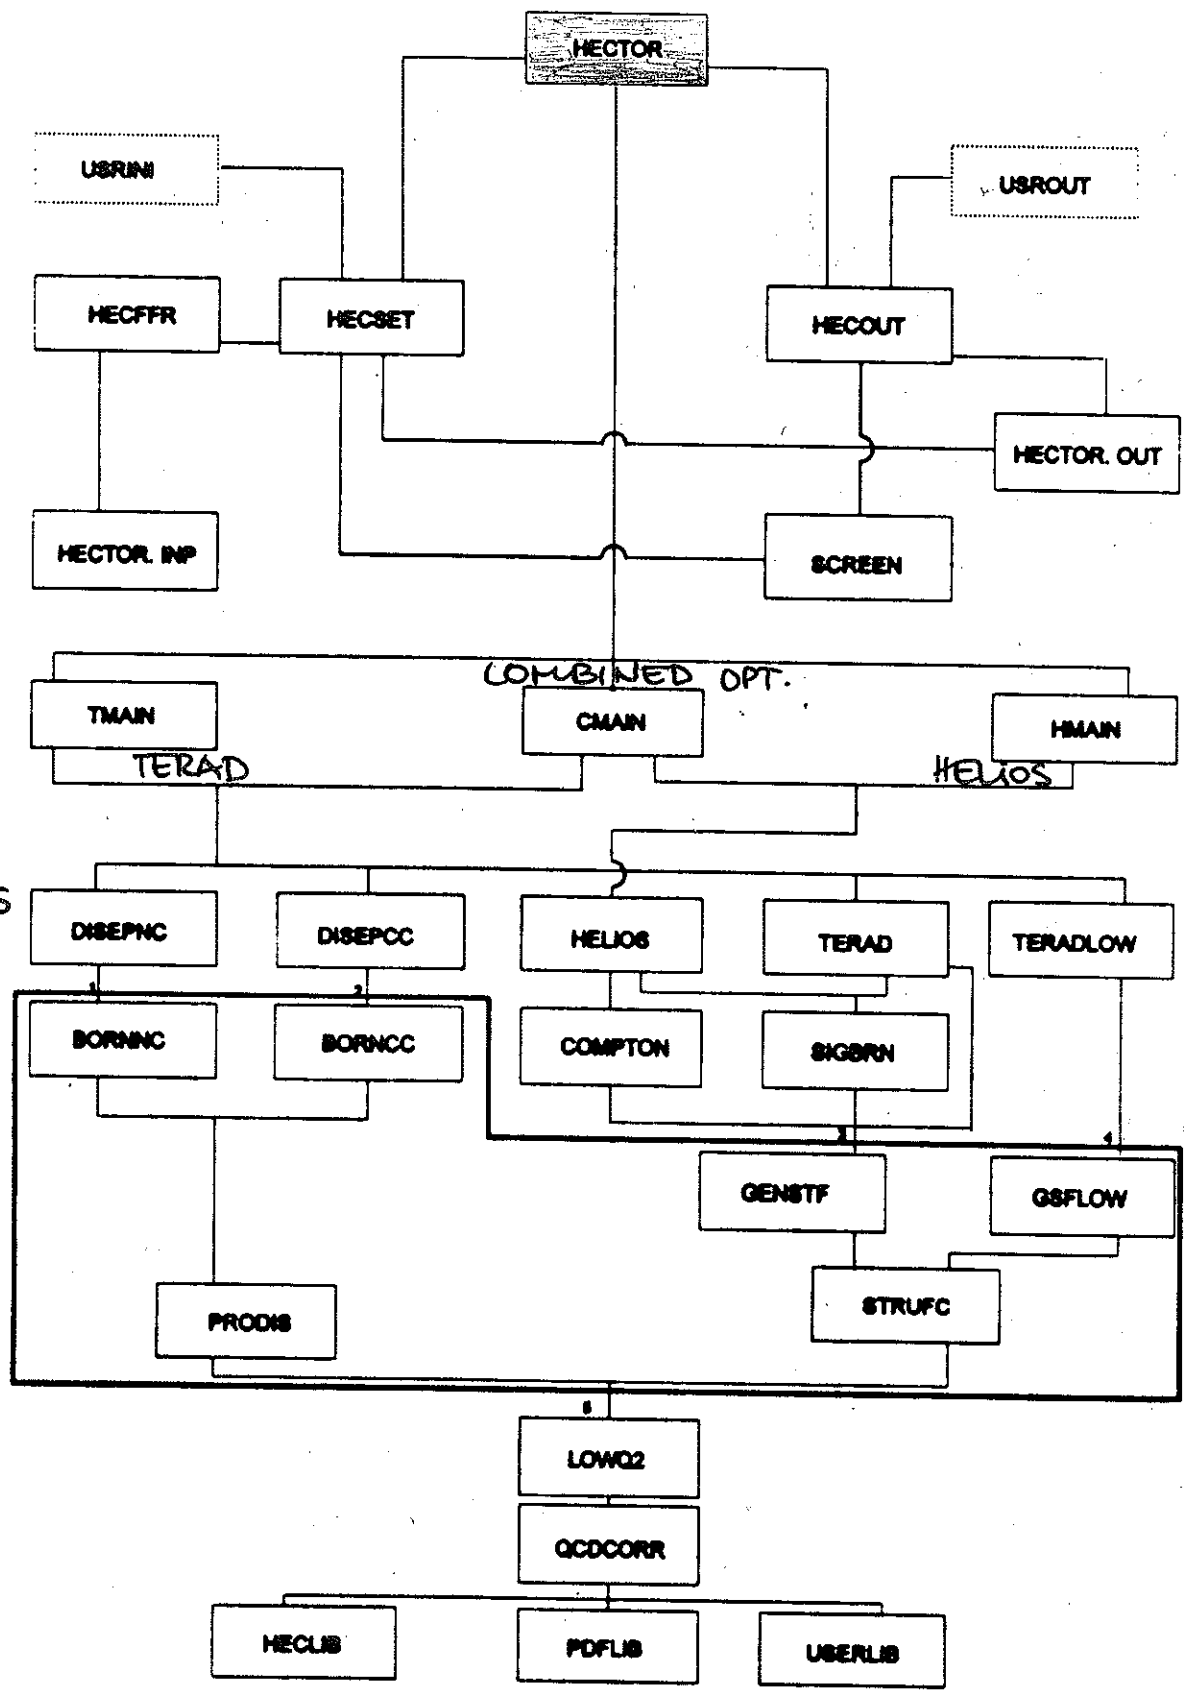 HECTOR
USRINI
USROUT
HECFFR
HECSET
HECOUT
HECTOR. OUT
HECTOR. INP
SCREEN
COMBINED OPT.
TMAIN
CMAIN
HMAIN
TERAD
HELIOS
S
DISEPNC
DISEPCC
HELIOS
TERAD
TERADLOW
1
2
BORNNC
BORNCC
COMPTON
SIGBRN
3
4
GENSTF
GSFLOW
PRODIS
STRUFC
5
LOWQ2
QCDCORR
HECLIB
PDFLIB
USERLIB